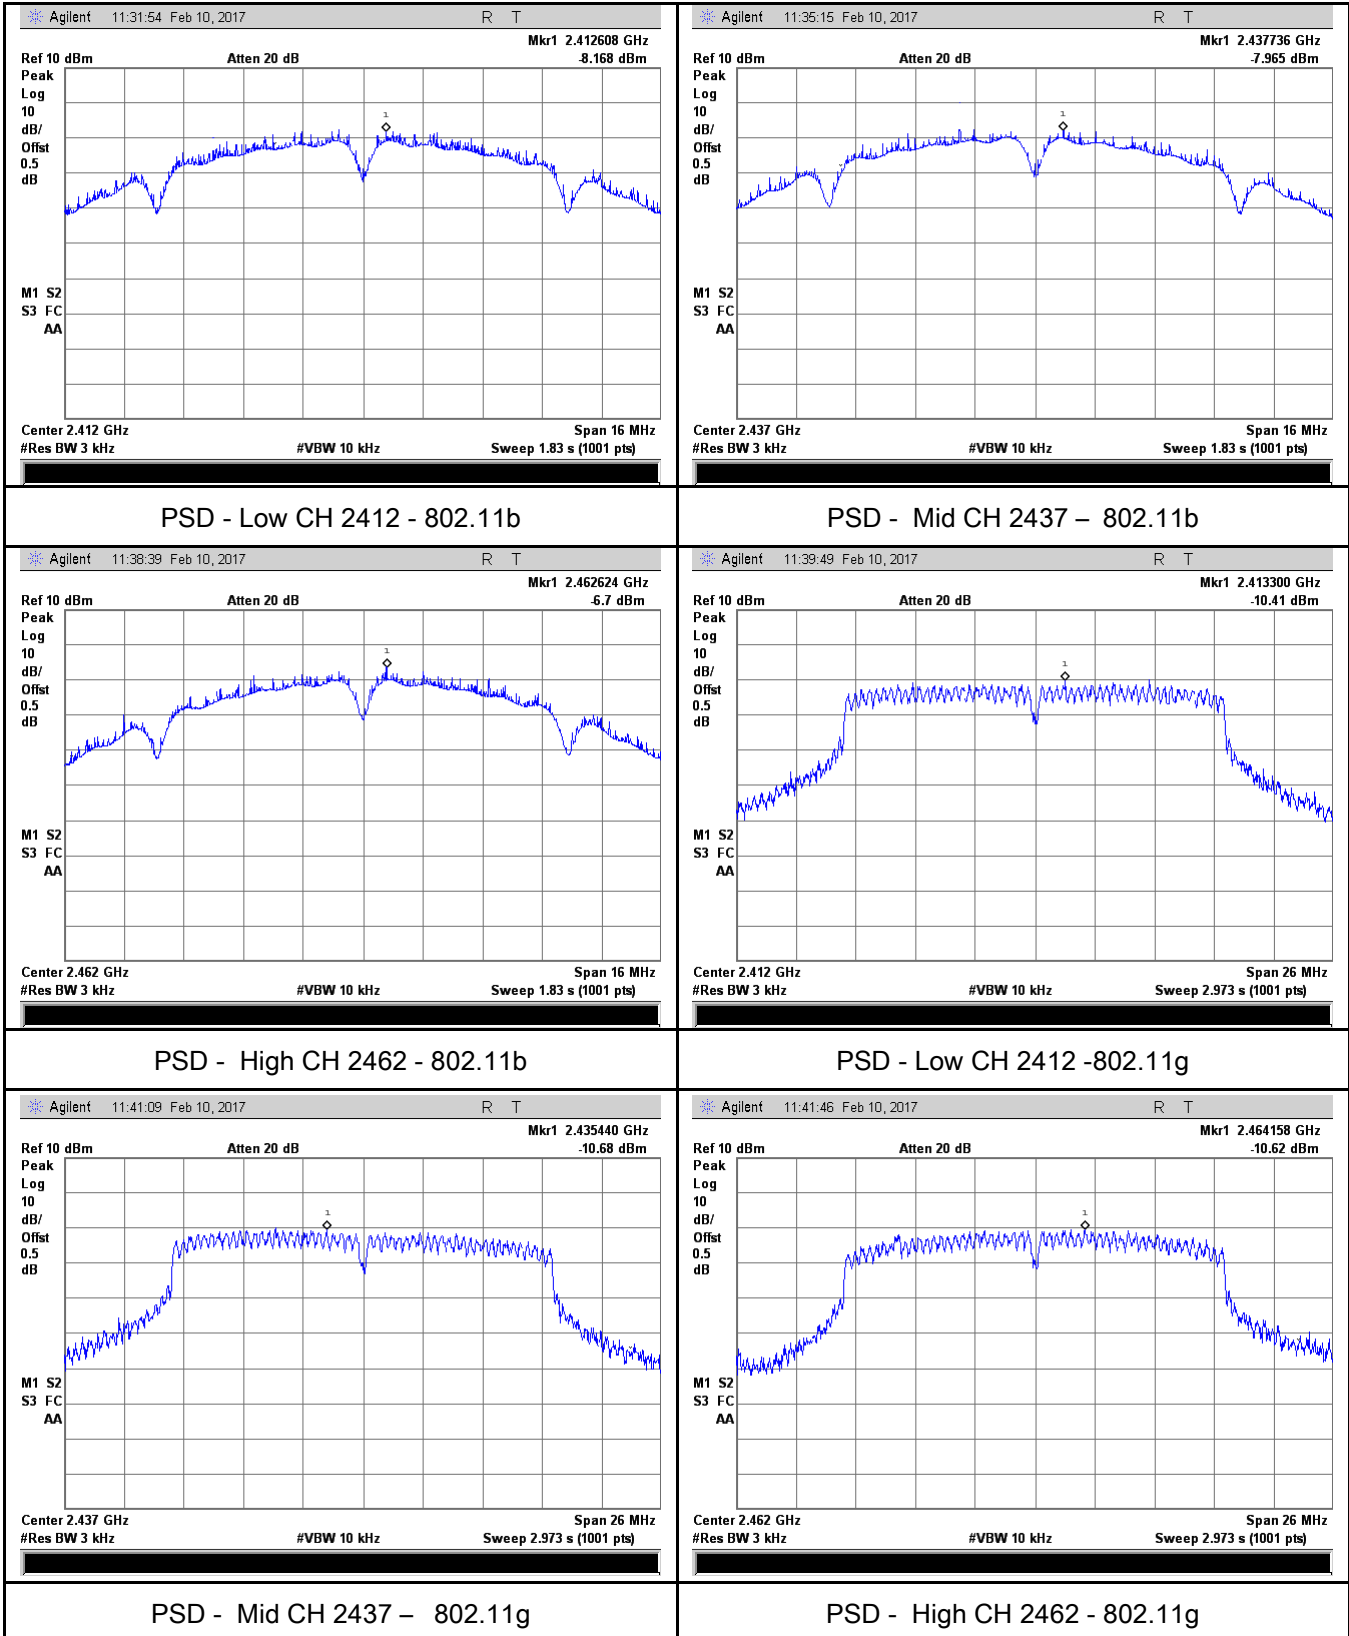 Agilent 11:31:54 Feb 10, 2017 R T
Mkr1 2.412608 GHz
Ref 10 dBm Atten 20 dB -8.168 dBm
Peak
Log
10
dB/
Offst
0.5
dB
1
M1 S2
S3 FC
AA
Center 2.412 GHz Span 16 MHz
#Res BW 3 kHz #VBW 10 kHz Sweep 1.83 s (1001 pts)
PSD - Low CH 2412 - 802.11b
Agilent 11:35:15 Feb 10, 2017 R T
Mkr1 2.437736 GHz
Ref 10 dBm Atten 20 dB -7.965 dBm
Peak
Log
10
dB/
Offst
0.5
dB
1
M1 S2
S3 FC
AA
Center 2.437 GHz Span 16 MHz
#Res BW 3 kHz #VBW 10 kHz Sweep 1.83 s (1001 pts)
PSD - Mid CH 2437 – 802.11b
Agilent 11:38:39 Feb 10, 2017 R T
Mkr1 2.462624 GHz
Ref 10 dBm Atten 20 dB -6.7 dBm
Peak
Log
10
dB/
Offst
0.5
dB
1
M1 S2
S3 FC
AA
Center 2.462 GHz Span 16 MHz
#Res BW 3 kHz #VBW 10 kHz Sweep 1.83 s (1001 pts)
PSD - High CH 2462 - 802.11b
Agilent 11:39:49 Feb 10, 2017 R T
Mkr1 2.413300 GHz
Ref 10 dBm Atten 20 dB -10.41 dBm
Peak
Log
10
dB/
Offst
0.5
dB
1
M1 S2
S3 FC
AA
Center 2.412 GHz Span 26 MHz
#Res BW 3 kHz #VBW 10 kHz Sweep 2.973 s (1001 pts)
PSD - Low CH 2412 -802.11g
Agilent 11:41:09 Feb 10, 2017 R T
Mkr1 2.435440 GHz
Ref 10 dBm Atten 20 dB -10.68 dBm
Peak
Log
10
dB/
Offst
0.5
dB
1
M1 S2
S3 FC
AA
Center 2.437 GHz Span 26 MHz
#Res BW 3 kHz #VBW 10 kHz Sweep 2.973 s (1001 pts)
PSD - Mid CH 2437 – 802.11g
Agilent 11:41:46 Feb 10, 2017 R T
Mkr1 2.464158 GHz
Ref 10 dBm Atten 20 dB -10.62 dBm
Peak
Log
10
dB/
Offst
0.5
dB
1
M1 S2
S3 FC
AA
Center 2.462 GHz Span 26 MHz
#Res BW 3 kHz #VBW 10 kHz Sweep 2.973 s (1001 pts)
PSD - High CH 2462 - 802.11g